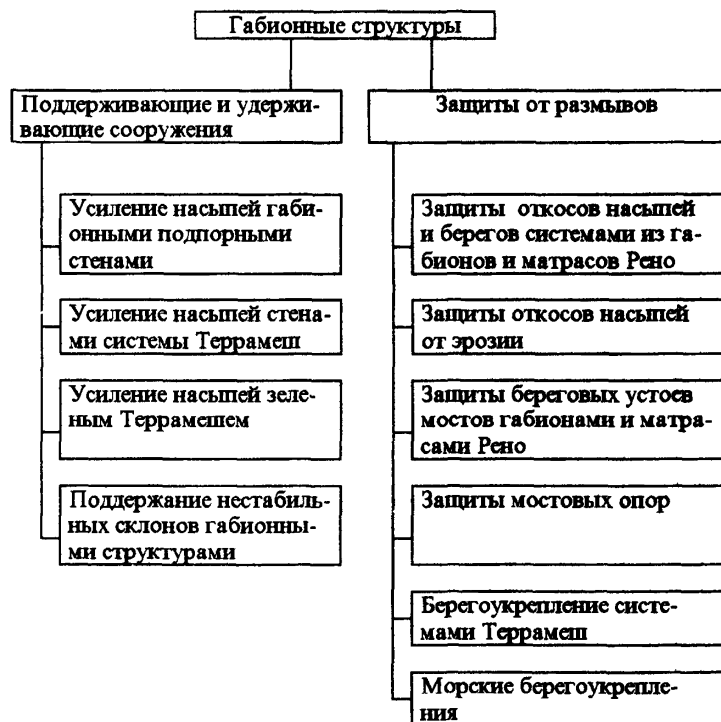 Габионные структуры
Поддерживающие и удержи-
вающие сооружения
Усиление насыпей габи-
онными подпорными
стенами
Усиление насыпей стена-
ми системы Террамеш
Усиление насыпей зеле-
ным Террамешем
Поддержание нестабиль-
ных склонов габионны-
ми структурами
Защиты от размывов
Защиты откосов насыпей
и берегов системами из га-
бионов и матрасов Рено
Защиты откосов насыпей
от эрозии
Защиты береговых устоев
мостов габионами и матра-
сами Рено
Защиты мостовых опор
Берегоукрепление систе-
мами Террамеш
Морские берегоукрепле-
ния